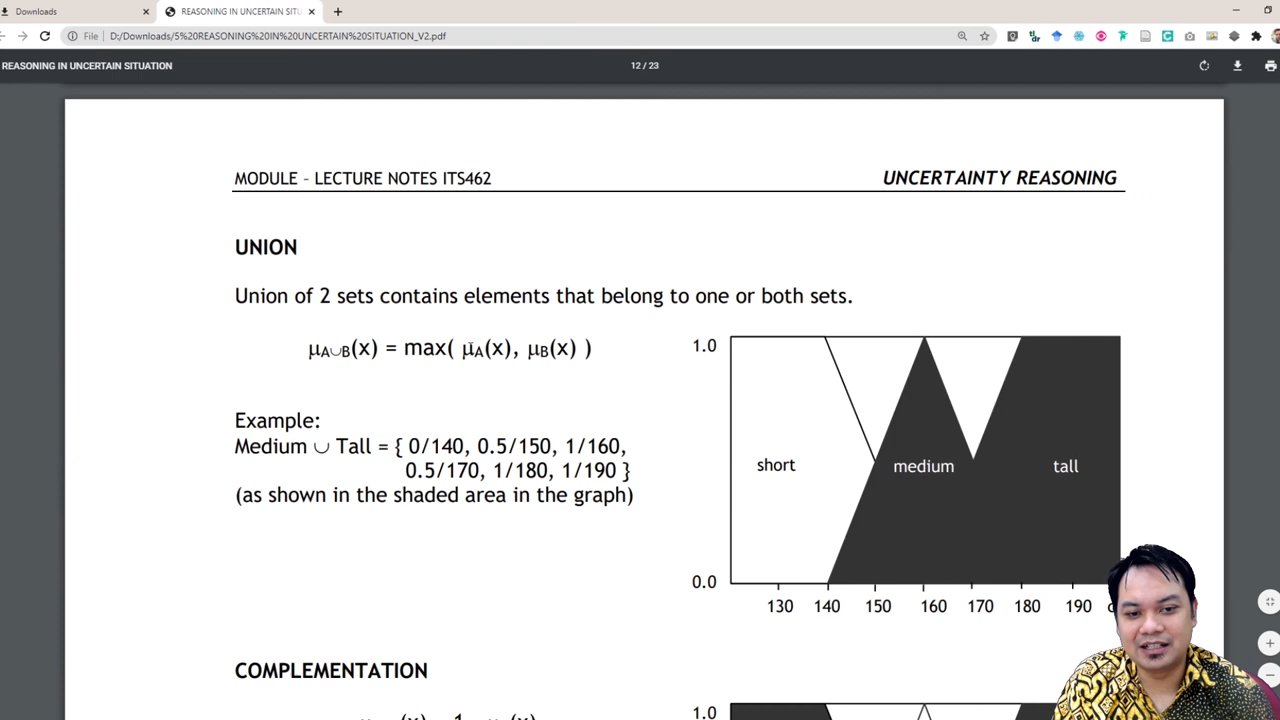 Downloads
REASONING IN UNCERTAIN SITU
File
D:/Downloads/5%20REASONING%20IN%20UNCERTAIN%20SITUATION_V2.pdf
REASONING IN UNCERTAIN SITUATION
12 / 23
MODULE – LECTURE NOTES ITS462
UNCERTAINTY REASONING
UNION
Union of 2 sets contains elements that belong to one or both sets.
μA∪B(x) = max( μA(x), μB(x) )
Example:
Medium ∪ Tall = { 0/140, 0.5/150, 1/160,
0.5/170, 1/180, 1/190 }
(as shown in the shaded area in the graph)
1.0
short
medium
tall
0.0
130 140 150 160 170 180 190
COMPLEMENTATION
1.0